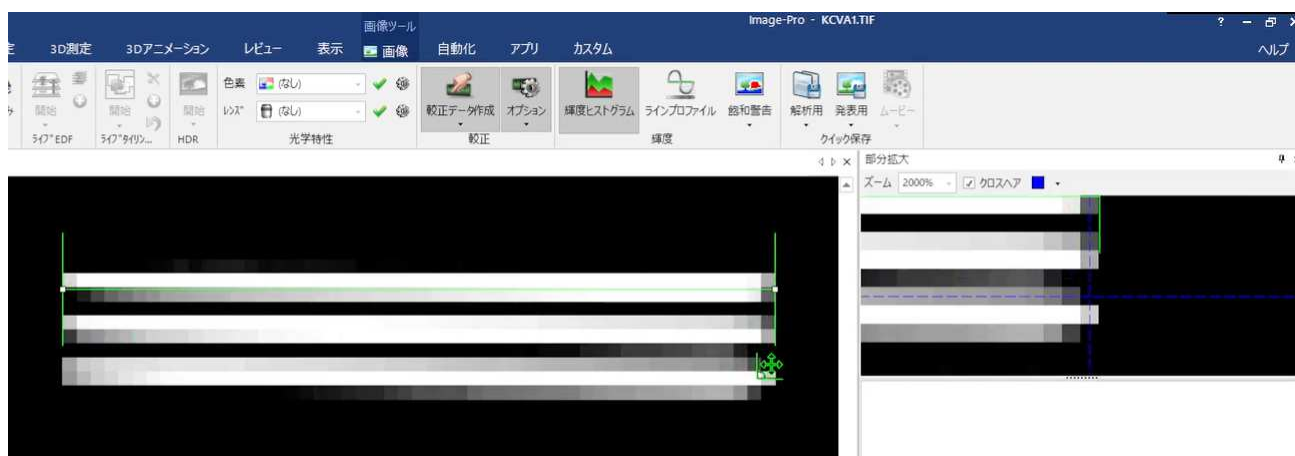 画像ツール
Image-Pro - KCVA1.TIF
3D測定
3Dアニメーション
レビュー
表示
画像
自動化
アプリ
カスタム
ヘルプ
開始
開始
開始
色素
(なし)
ﾚﾝｽﾞ
(なし)
較正データ作成
オプション
輝度ヒストグラム
ラインプロファイル
飽和警告
解析用
発表用
ムービー
ﾗｲﾌﾞEDF
ﾗｲﾌﾞﾀｲﾘﾝ...
HDR
光学特性
較正
輝度
クイック保存
部分拡大
ズーム
2000%
クロスヘア